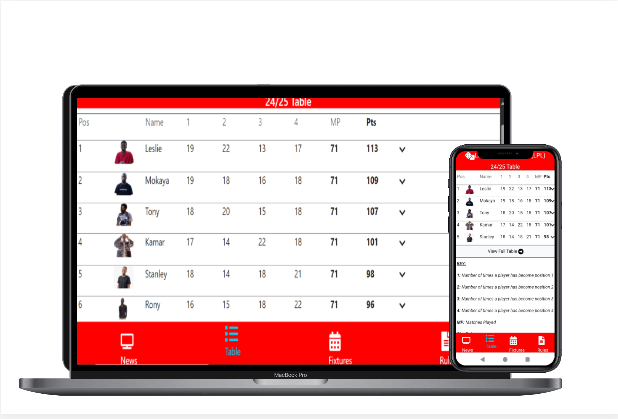 24/25 Table
Pos Name 1 2 3 4 MP Pts
1 Leslie 19 22 13 17 71 113
2 Mokaya 19 18 16 18 71 109
3 Tony 18 20 15 18 71 107
4 Kamar 17 14 22 18 71 101
5 Stanley 18 14 18 21 71 98
6 Rony 16 15 18 22 71 96
News Table Fixtures
MacBook Pro
24/25 Table
Pos Name 1 2 3 4 MP Pts
1 Leslie 19 22 13 17 71 113
2 Mokaya 19 18 16 18 71 109
3 Tony 18 20 15 18 71 107
4 Kamar 17 14 22 18 71 101
5 Stanley 18 14 18 21 71 98
View Full Table
KEY:
1: Number of times a player has become position 1
2: Number of times a player has become position 2
3: Number of times a player has become position 3
4: Number of times a player has become position 4
MP: Matches Played
News Table Fixtures Rules